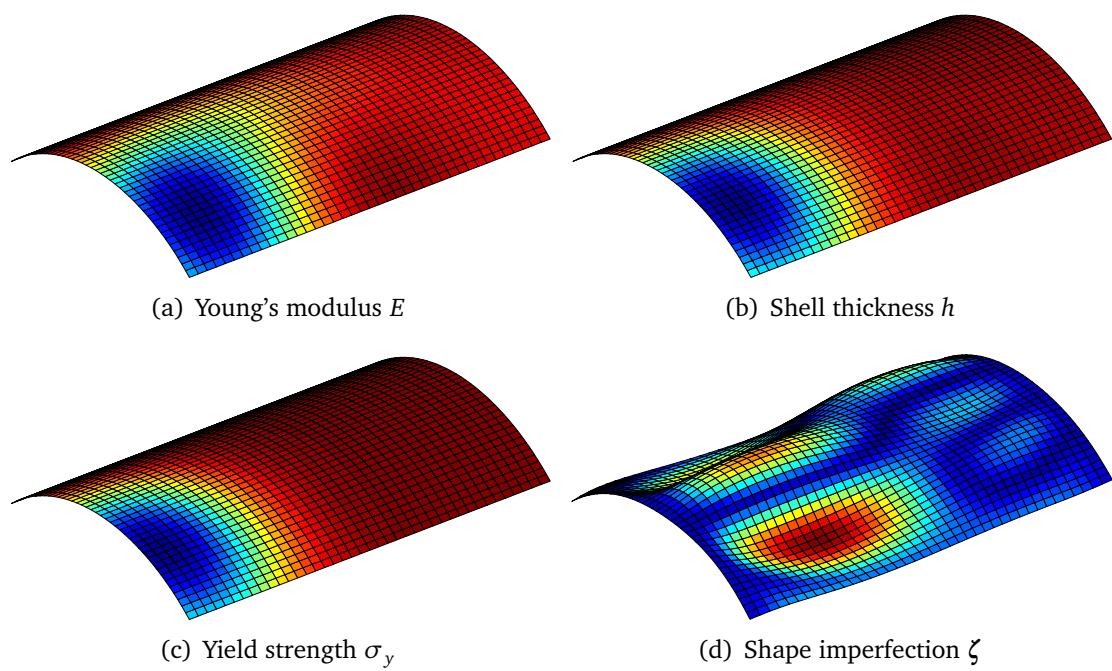 (a) Young’s modulus E
(b) Shell thickness h
(c) Yield strength σ_y
(d) Shape imperfection ζ